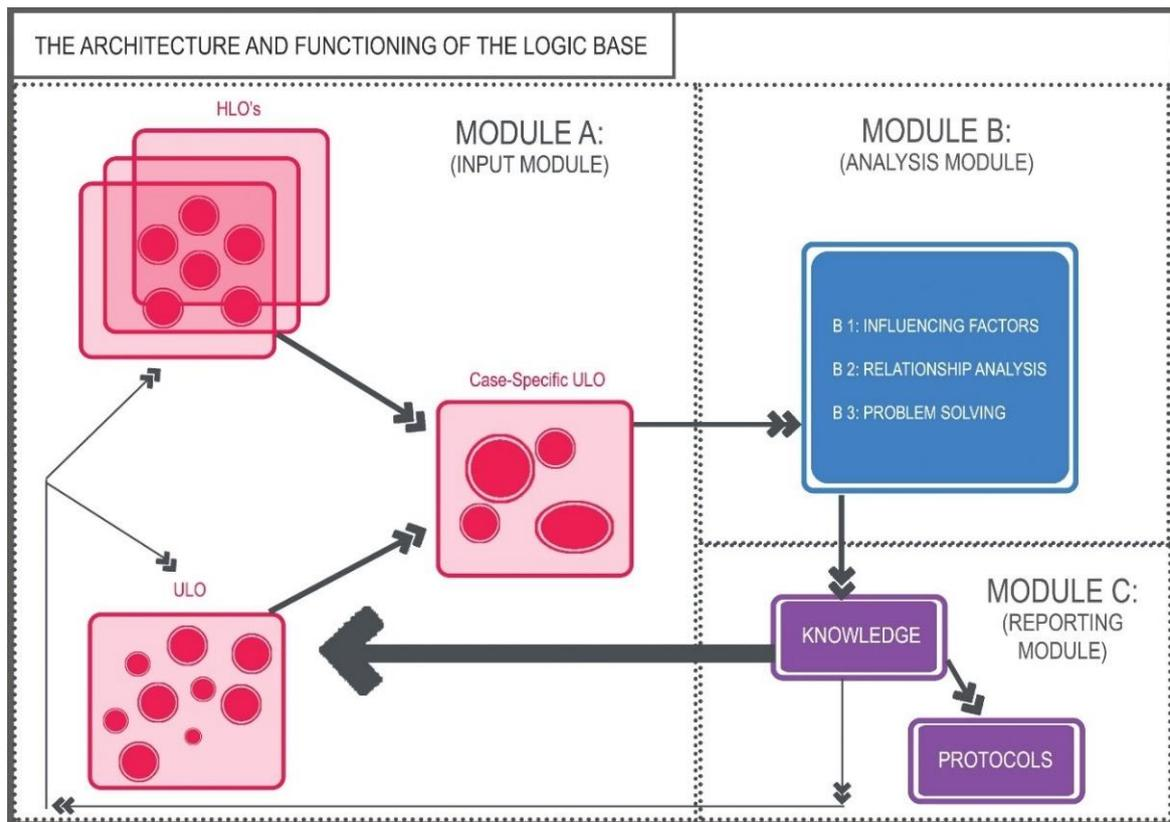 THE ARCHITECTURE AND FUNCTIONING OF THE LOGIC BASE
HLO's
MODULE A:
(INPUT MODULE)
Case-Specific ULO
ULO
MODULE B:
(ANALYSIS MODULE)
B 1: INFLUENCING FACTORS
B 2: RELATIONSHIP ANALYSIS
B 3: PROBLEM SOLVING
MODULE C:
(REPORTING
MODULE)
KNOWLEDGE
PROTOCOLS